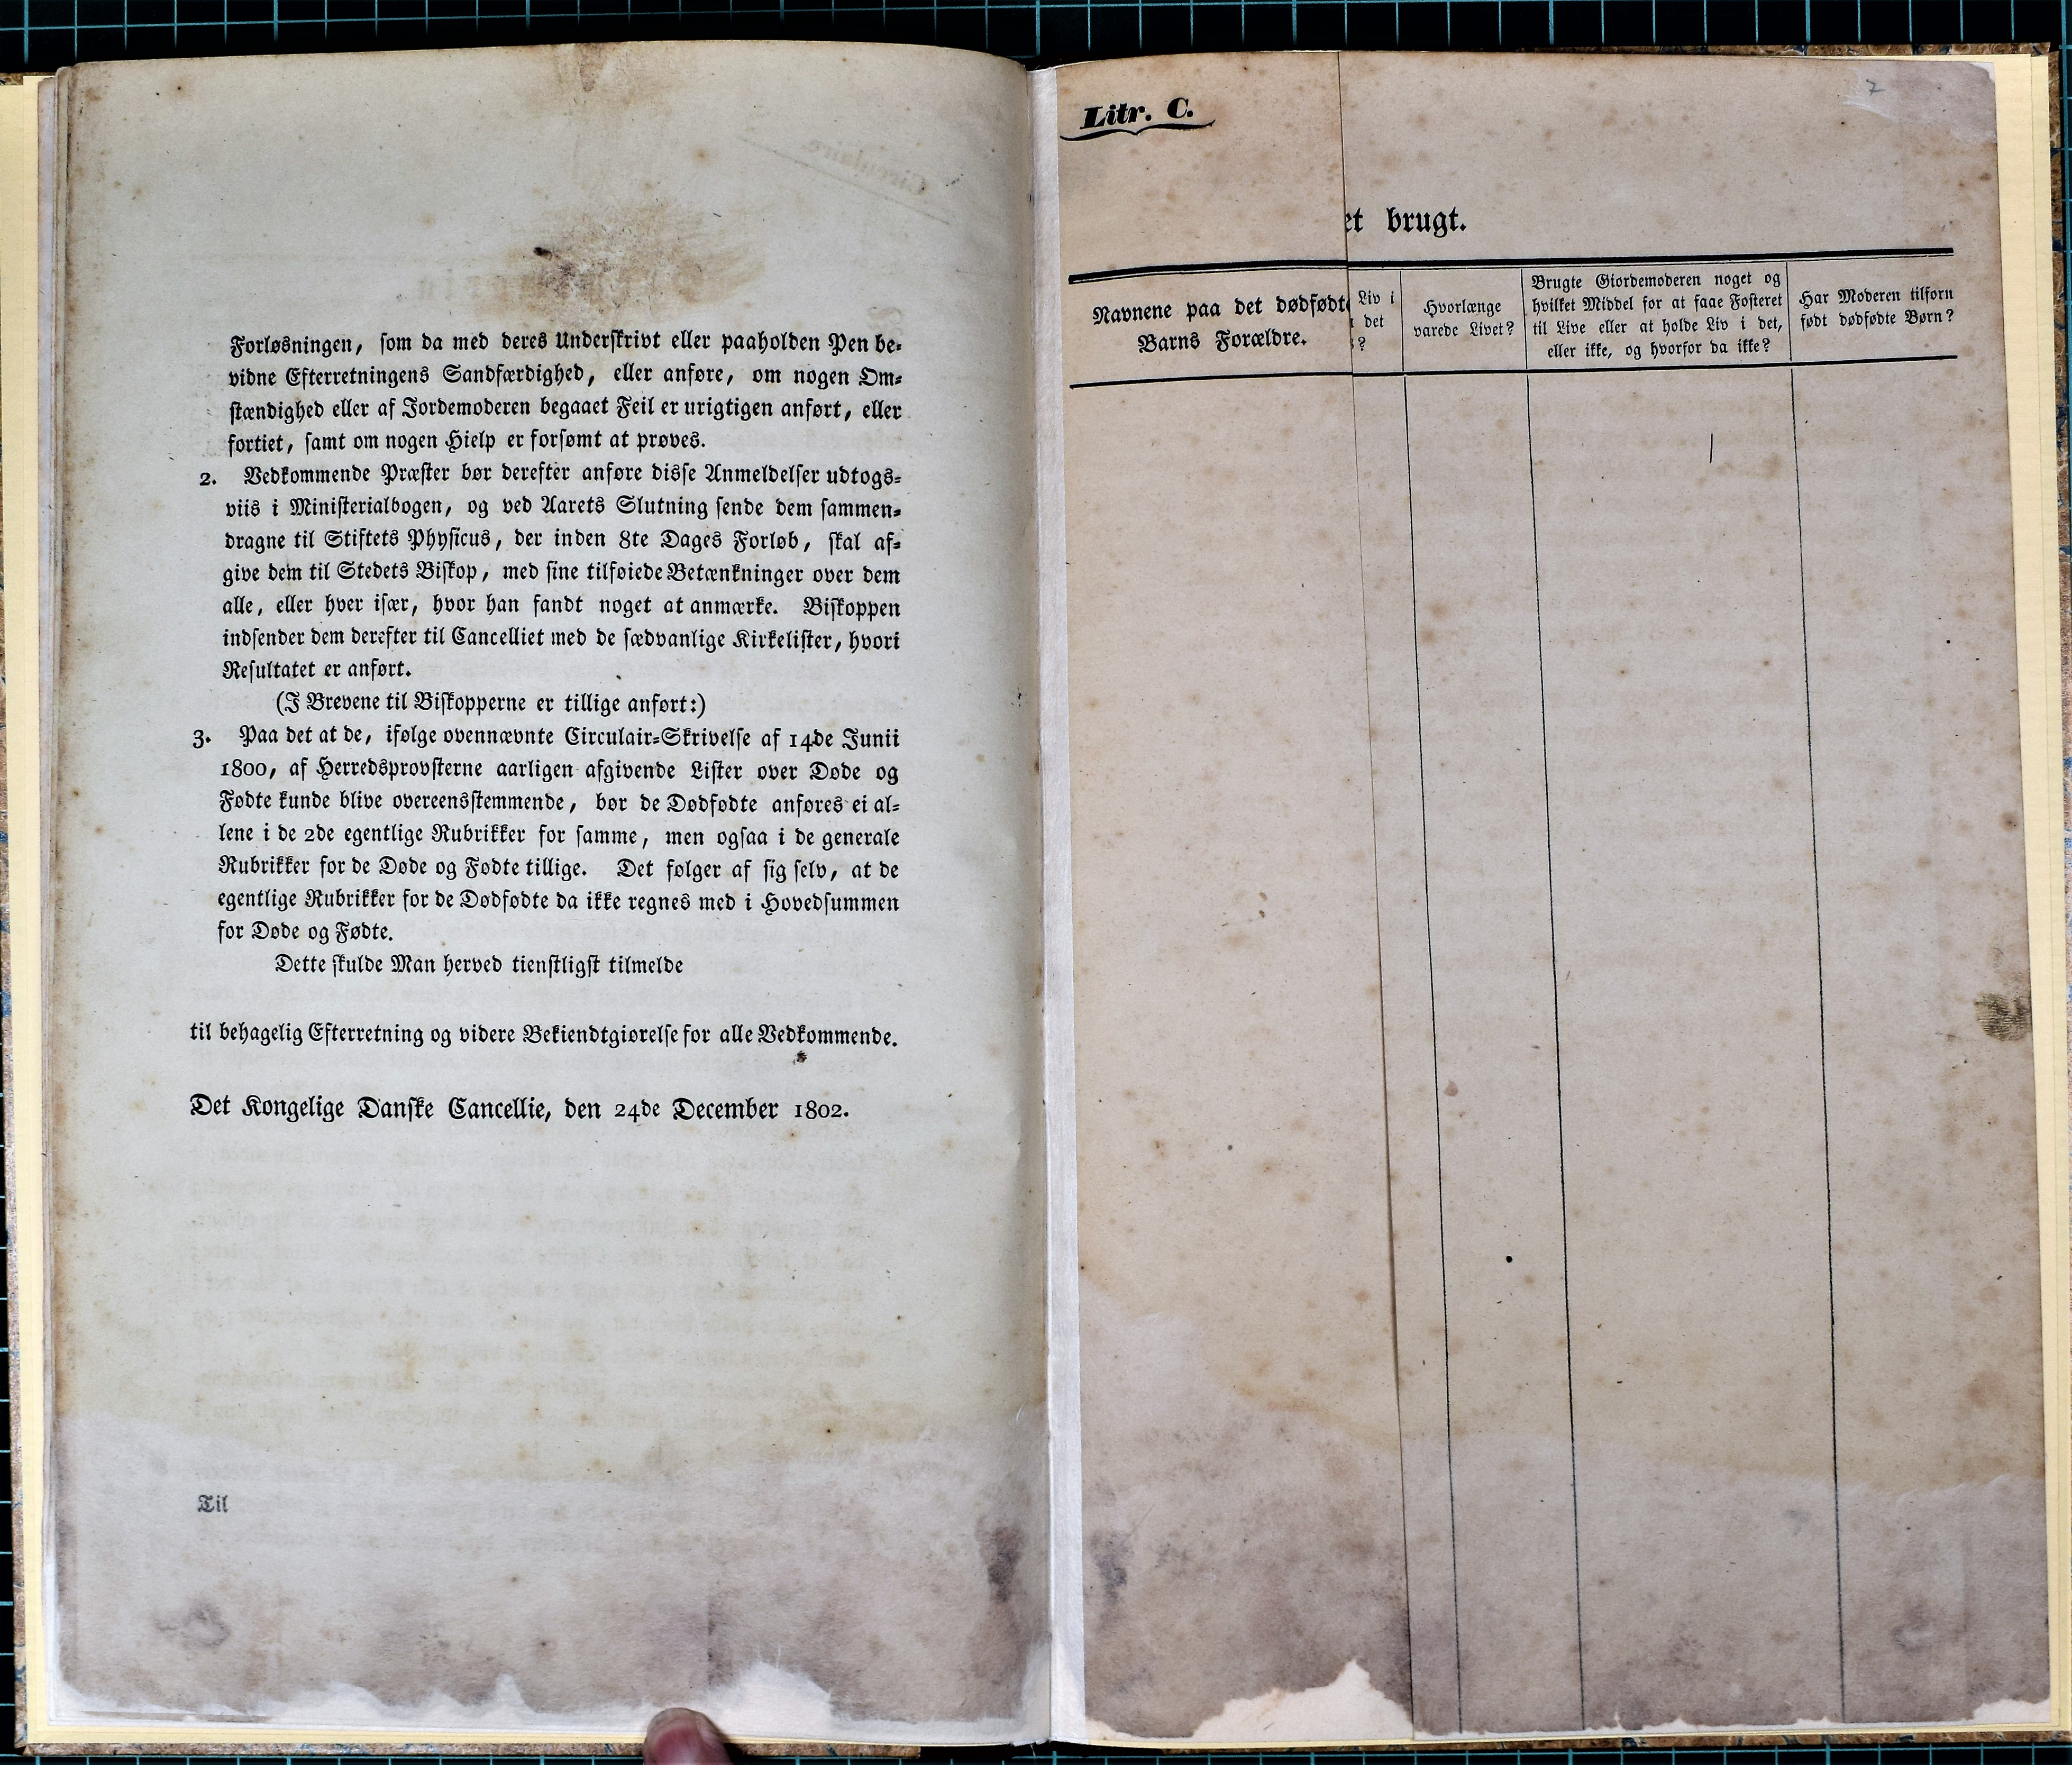 Forløsningen, som da med deres Underskrivt eller paaholden Pen be-
vidne Efterretningens Sandfærdighed, eller anføre, om nogen Om-
stændighed eller af Jordemoderen begaaet Feil er urigtigen anført, eller
fortiet, samt om nogen Hielp er forsømt at prøves.
2. Vedkommende Præster bør derefter anføre disse Anmeldelser udtogs-
viis i Ministerialbogen, og ved Aarets Slutning sende dem sammen-
dragne til Stiftets Physicus, der inden 8te Dages Forløb, skal af-
give dem til Stedets Biskop, med sine tilføiede Betænkninger over dem
alle, eller hver især, hvor han fandt noget at anmærke. Biskoppen
indsender dem derefter til Cancelliet med de sædvanlige Kirkelister, hvori
Resultatet er anført.
(I Brevene til Biskopperne er tillige anført:)
3. Paa det at de, ifølge ovennævnte Circulair-Skrivelse af 14de Junii
1800, af Herredsprovsterne aarligen afgivende Lister over Døde og
Fødte kunde blive overeensstemmende, bør de Dødfødte anføres ei al-
lene i de 2de egentlige Rubrikker for samme, men ogsaa i de generale
Rubrikker for de Døde og Fødte tillige. Det følger af sig selv, at de
egentlige Rubrikker for de Dødfødte da ikke regnes med i Hovedsummen
for Døde og Fødte.
Dette skulde Man herved tienstligst tilmelde
til behagelig Efterretning og videre Bekiendtgiørelse for alle Vedkommende.
Det Kongelige Danske Cancellie, den 24de December 1802.
Til
7
Litr. C.
et brugt.
Navnene paa det dødfødte
Barns Forældre.
Liv i
det
?
Hvorlænge
varede Livet?
Brugte Giordemoderen noget og
hvilket Middel for at faae Fosteret
til Live eller at holde Liv i det,
eller ikke, og hvorfor da ikke?
Har Moderen tilforn
født dødfødte Børn?